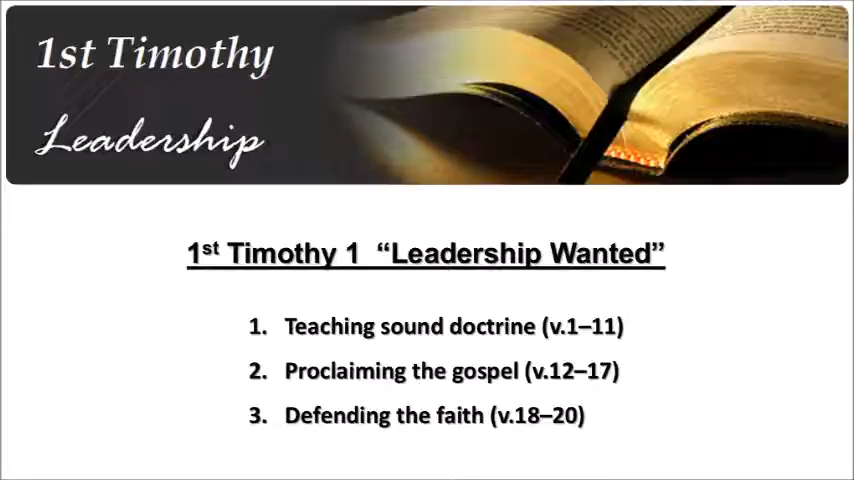 1st Timothy
Leadership
1st Timothy 1 “Leadership Wanted”
1. Teaching sound doctrine (v.1–11)
2. Proclaiming the gospel (v.12–17)
3. Defending the faith (v.18–20)